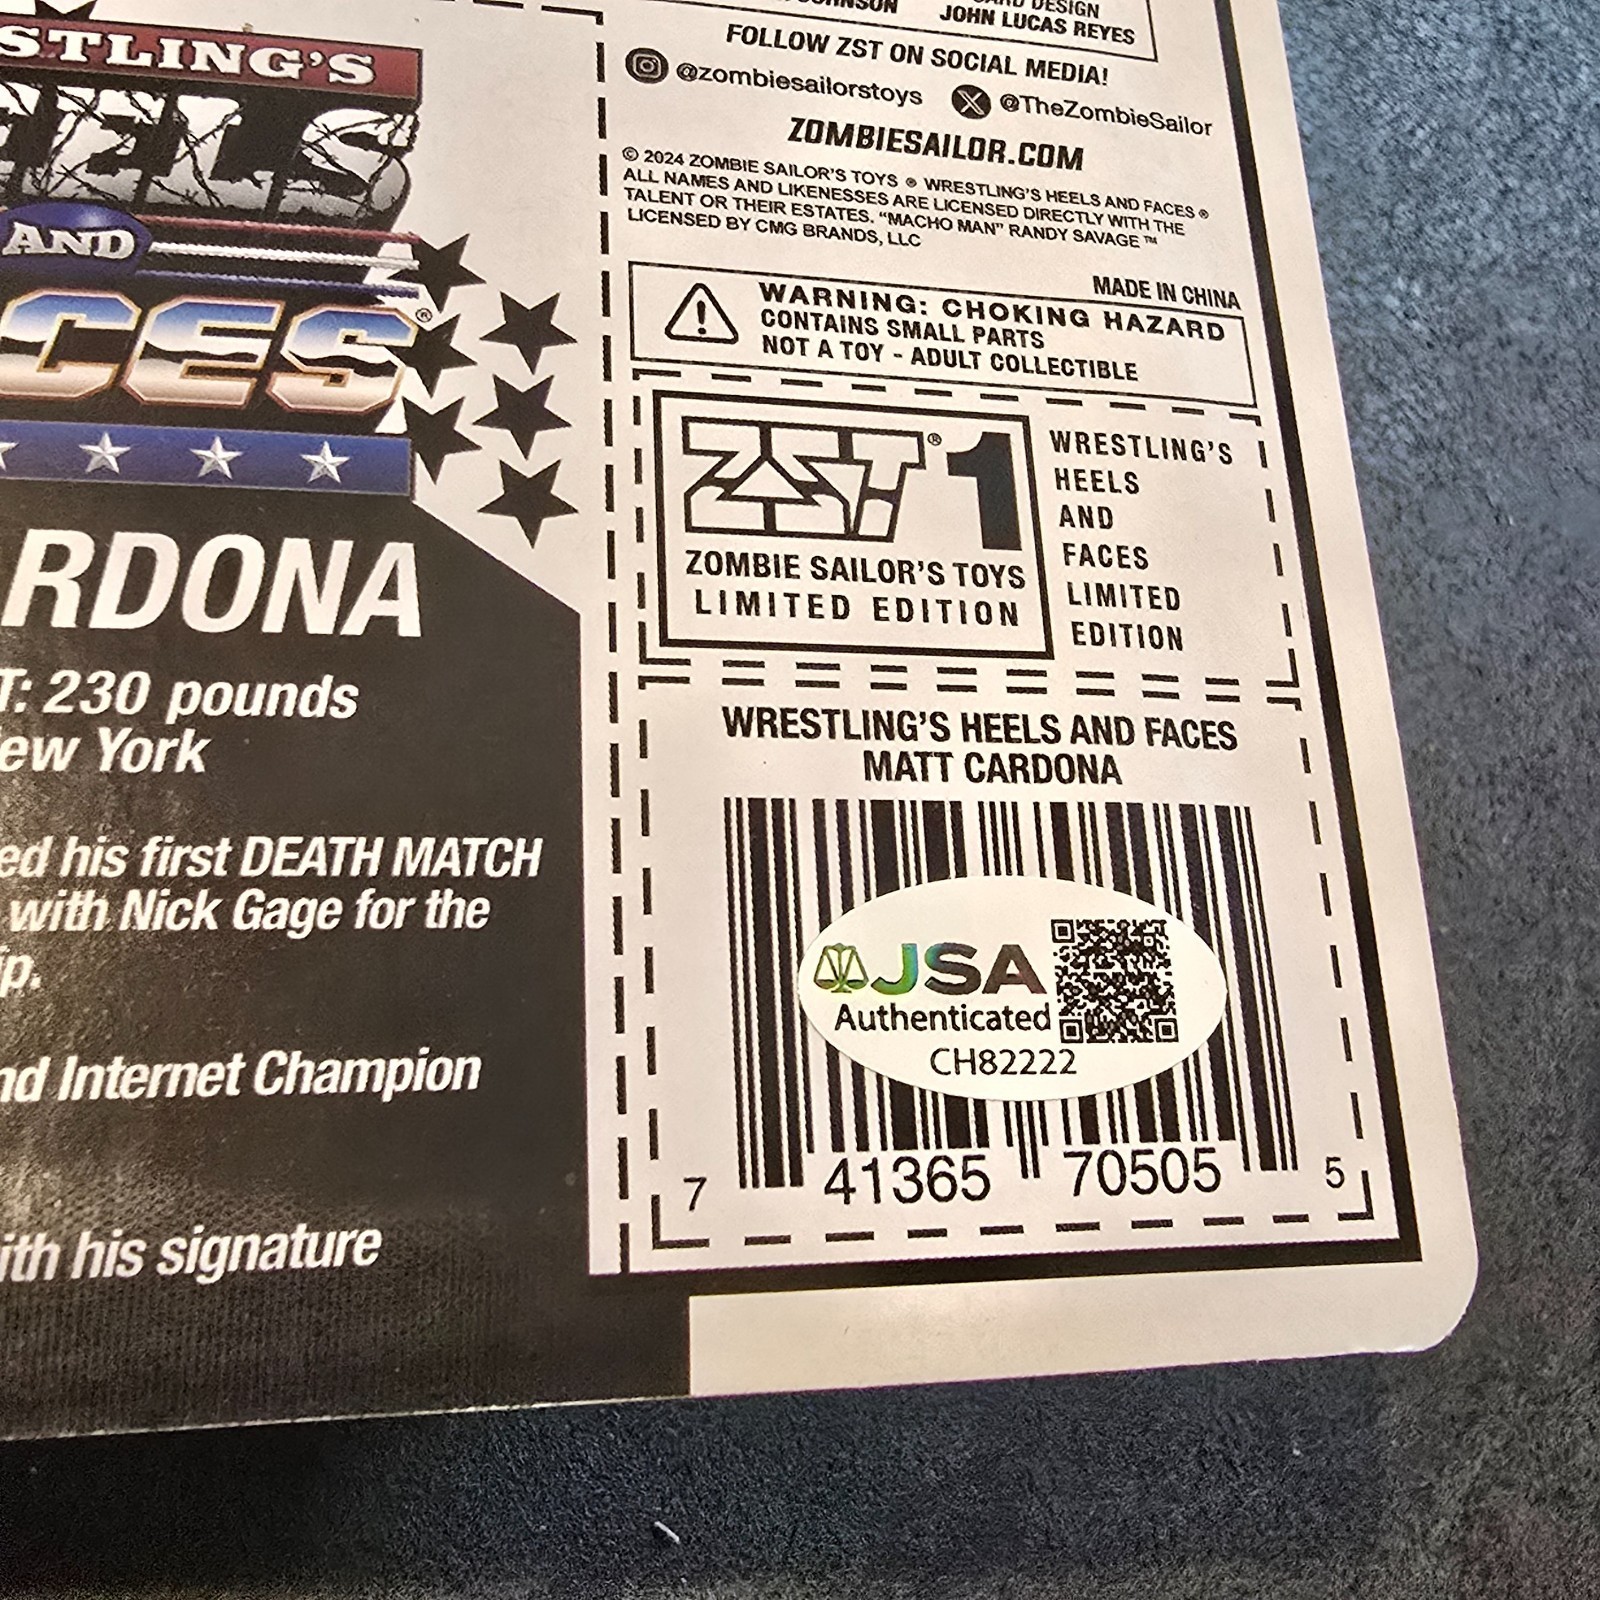 STLING'S
EELS
AND
CES®
RDONA
T: 230 pounds
ew York
ed his first DEATH MATCH
with Nick Gage for the
ip.
nd Internet Champion
ith his signature
DESIGN
JOHN LUCAS REYES
FOLLOW ZST ON SOCIAL MEDIA!
@zombiesailorstoys @TheZombieSailor
ZOMBIESAILOR.COM
© 2024 ZOMBIE SAILOR'S TOYS ® WRESTLING'S HEELS AND FACES ®
ALL NAMES AND LIKENESSES ARE LICENSED DIRECTLY WITH THE
TALENT OR THEIR ESTATES. "MACHO MAN" RANDY SAVAGE ™
LICENSED BY CMG BRANDS, LLC
MADE IN CHINA
WARNING: CHOKING HAZARD
CONTAINS SMALL PARTS
NOT A TOY - ADULT COLLECTIBLE
ZST® 1
ZOMBIE SAILOR'S TOYS
LIMITED EDITION
WRESTLING'S
HEELS
AND
FACES
LIMITED
EDITION
WRESTLING'S HEELS AND FACES
MATT CARDONA
JSA
Authenticated
CH82222
7 41365 70505 5